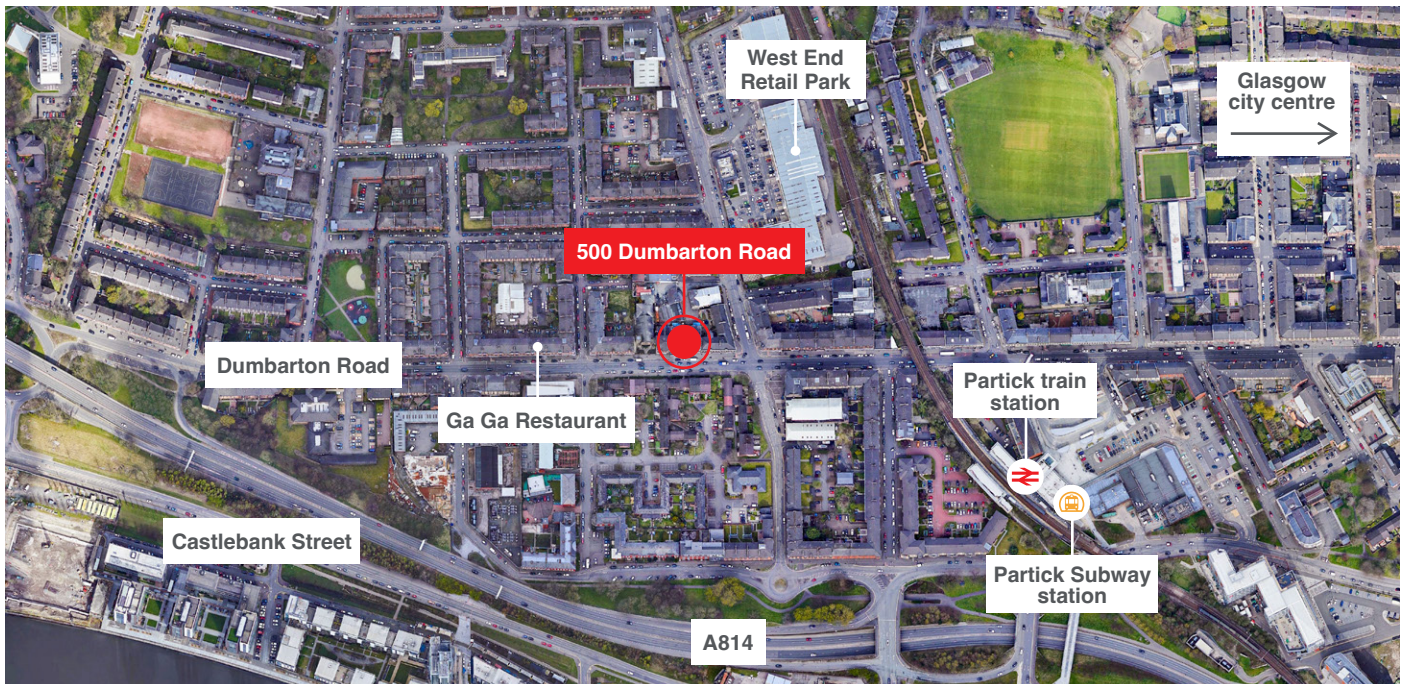 West End
Retail Park
Glasgow
city centre
500 Dumbarton Road
Dumbarton Road
Partick train
station
Ga Ga Restaurant
Castlebank Street
Partick Subway
station
A814